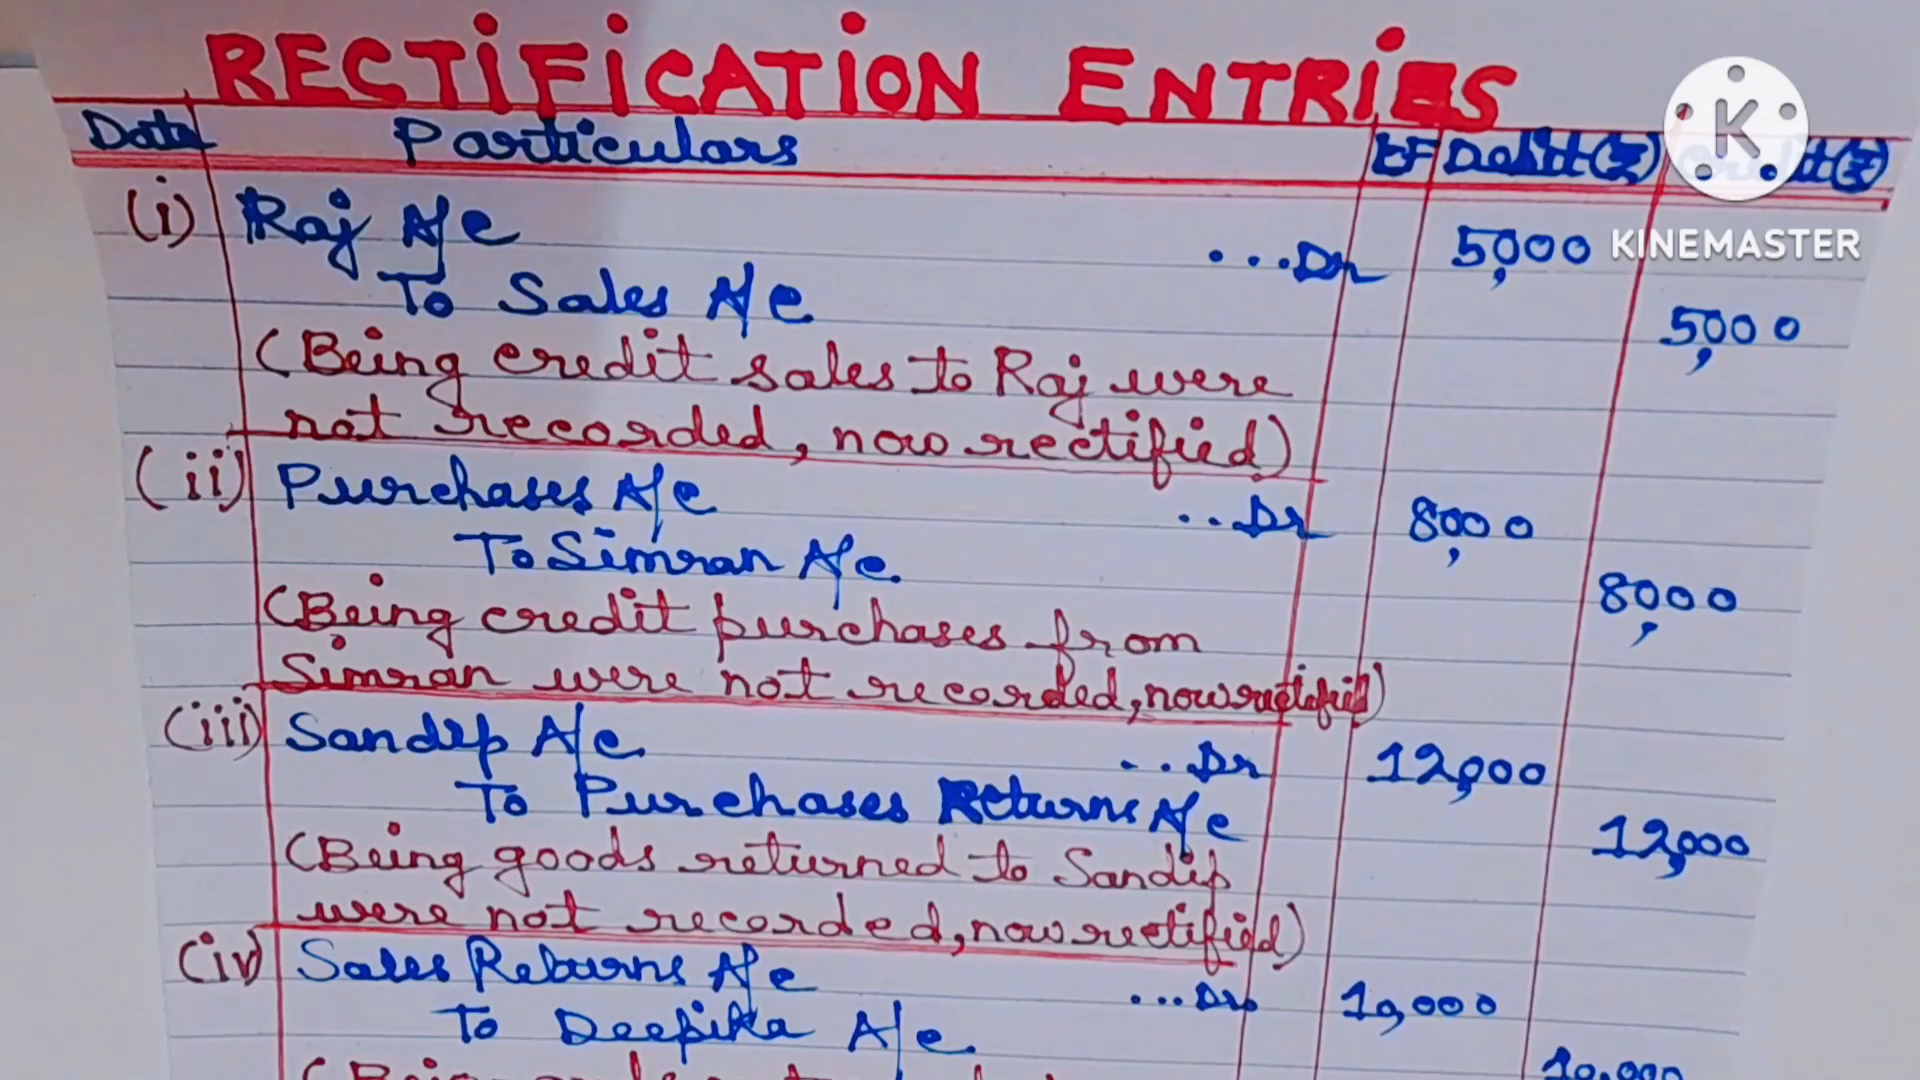 RECTIFICATION ENTRIES
Date Particulars LF Debit(₹)
K
KINEMASTER
(i) Raj A/c ...Dr 5,000
To Sales A/c 5,000
(Being credit sales to Raj were
not recorded, now rectified)
(ii) Purchases A/c ..Dr 8,000
To Simran A/c. 8,000
(Being credit purchases from
Simran were not recorded, now rectified)
(iii) Sandip A/c ..Dr 12,000
To Purchases Returns A/c 12,000
(Being goods returned to Sandip
were not recorded, now rectified)
(iv) Sales Returns A/c ...Dr 10,000
To Deepika A/c. 10,000